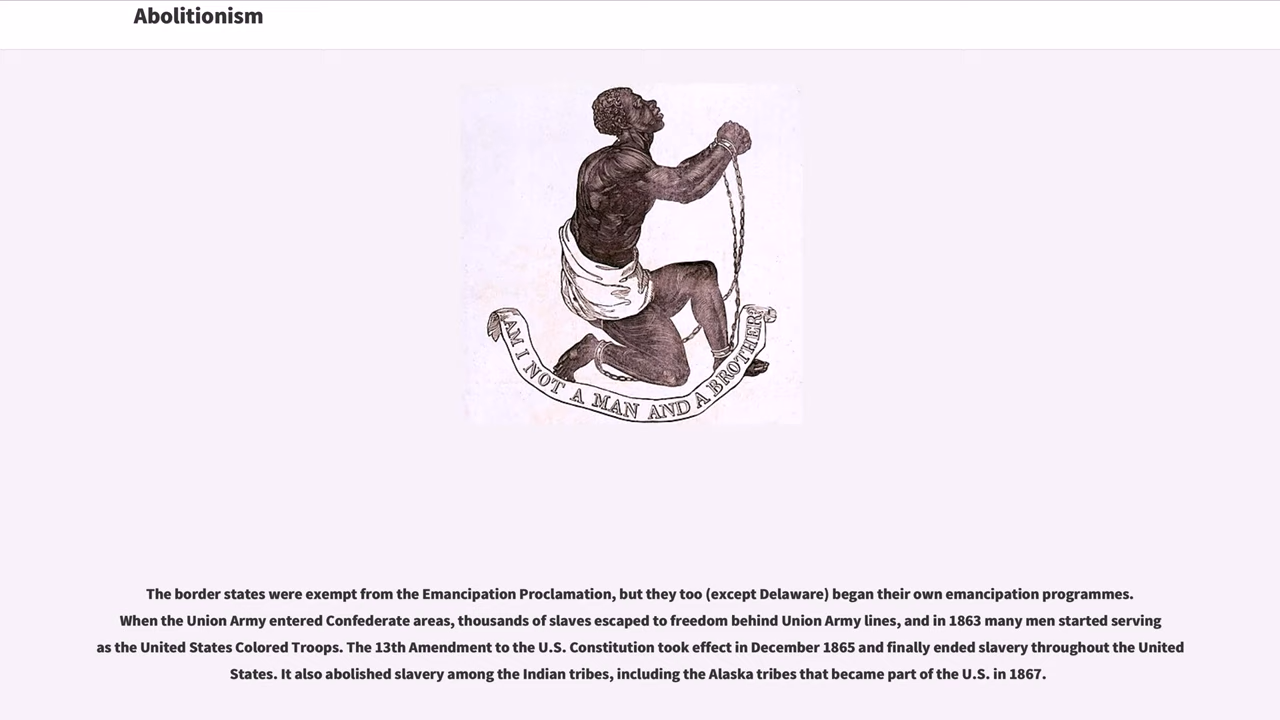 Abolitionism
AM I NOT A MAN AND A BROTHER?
The border states were exempt from the Emancipation Proclamation, but they too (except Delaware) began their own emancipation programmes.
When the Union Army entered Confederate areas, thousands of slaves escaped to freedom behind Union Army lines, and in 1863 many men started serving
as the United States Colored Troops. The 13th Amendment to the U.S. Constitution took effect in December 1865 and finally ended slavery throughout the United
States. It also abolished slavery among the Indian tribes, including the Alaska tribes that became part of the U.S. in 1867.